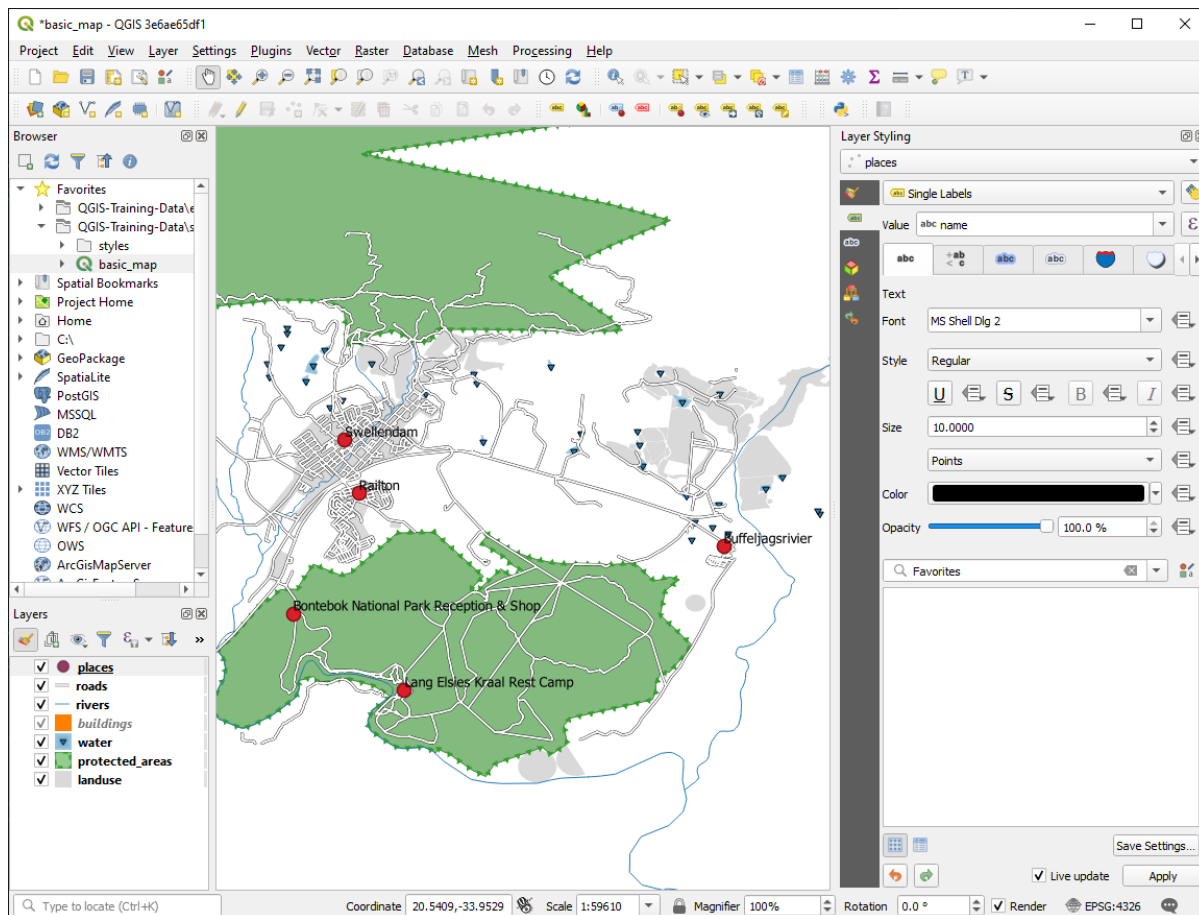 *basic_map - QGIS 3e6ae65df1
Project Edit View Layer Settings Plugins Vector Raster Database Mesh Processing Help
Browser
Favorites
QGIS-Training-Data\e
QGIS-Training-Data\s
styles
basic_map
Spatial Bookmarks
Project Home
Home
C:\
GeoPackage
SpatiaLite
PostGIS
MSSQL
DB2
WMS/WMTS
Vector Tiles
XYZ Tiles
WCS
WFS / OGC API - Feature
OWS
ArcGisMapServer
Layers
places
roads
rivers
buildings
water
protected_areas
landuse
Swellendam
Railton
Buffeljagsrivier
Bontebok National Park Reception & Shop
Lang Elsies Kraal Rest Camp
Layer Styling
places
Single Labels
Value abc name
abc +ab < c abc abc
Text
Font MS Shell Dlg 2
Style Regular
U S B I
Size 10.0000
Points
Color
Opacity 100.0 %
Favorites
Save Settings...
Live update Apply
Type to locate (Ctrl+K) Coordinate 20.5409,-33.9529 Scale 1:59610 Magnifier 100% Rotation 0.0 ° Render EPSG:4326